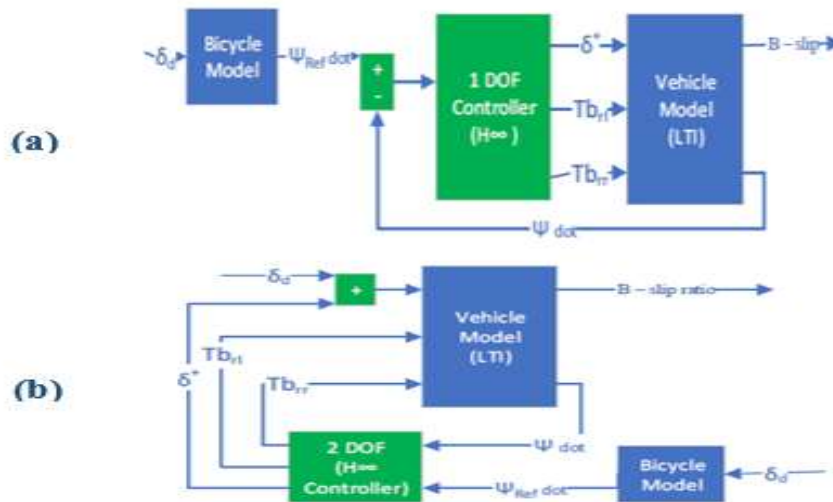 (a)
δd
Bicycle
Model
ΨRef dot
+
-
1 DOF
Controller
(H∞ )
δ⁺
Tbrl
Tbrr
Vehicle
Model
(LTI)
B – slip
Ψ dot
(b)
δd
+
Vehicle
Model
(LTI)
B – slip ratio
Tbrl
δ⁺
Tbrr
2 DOF
(H∞
Controller)
Ψ dot
ΨRef dot
Bicycle
Model
δd